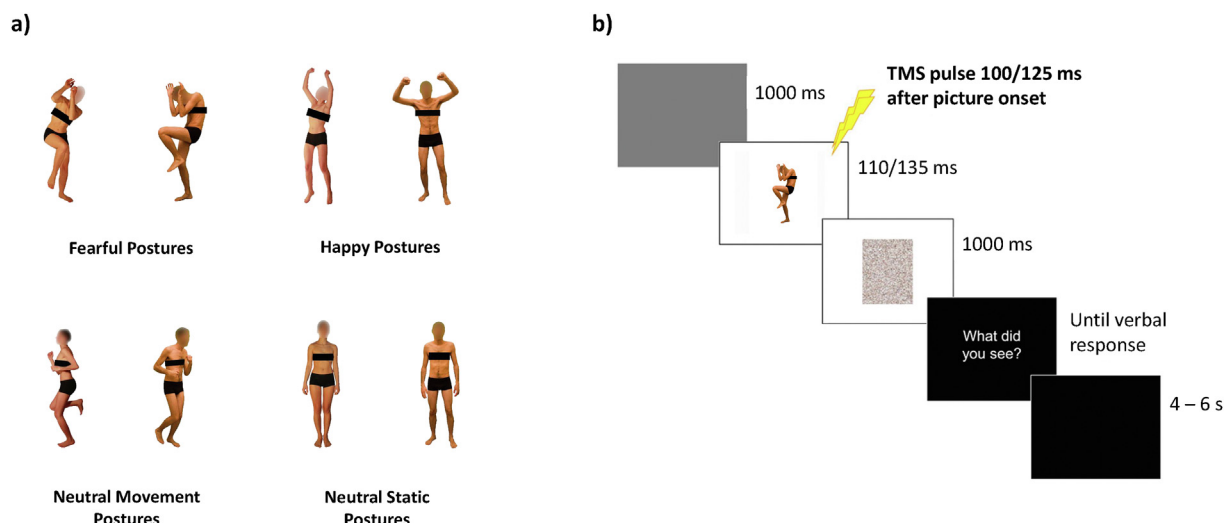 a)
Fearful Postures
Happy Postures
Neutral Movement
Postures
Neutral Static
Postures
b)
1000 ms
TMS pulse 100/125 ms
after picture onset
110/135 ms
1000 ms
What did
you see?
Until verbal
response
4 – 6 s